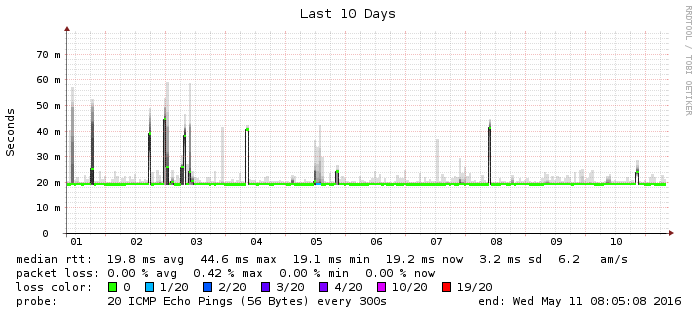 Last 10 Days
RRDTOOL / TOBI OETIKER
Seconds
70 m
60 m
50 m
40 m
30 m
20 m
10 m
0
01 02 03 04 05 06 07 08 09 10
median rtt: 19.8 ms avg 44.6 ms max 19.1 ms min 19.2 ms now 3.2 ms sd 6.2 am/s
packet loss: 0.00 % avg 0.42 % max 0.00 % min 0.00 % now
loss color: 0 1/20 2/20 3/20 4/20 10/20 19/20
probe: 20 ICMP Echo Pings (56 Bytes) every 300s end: Wed May 11 08:05:08 2016